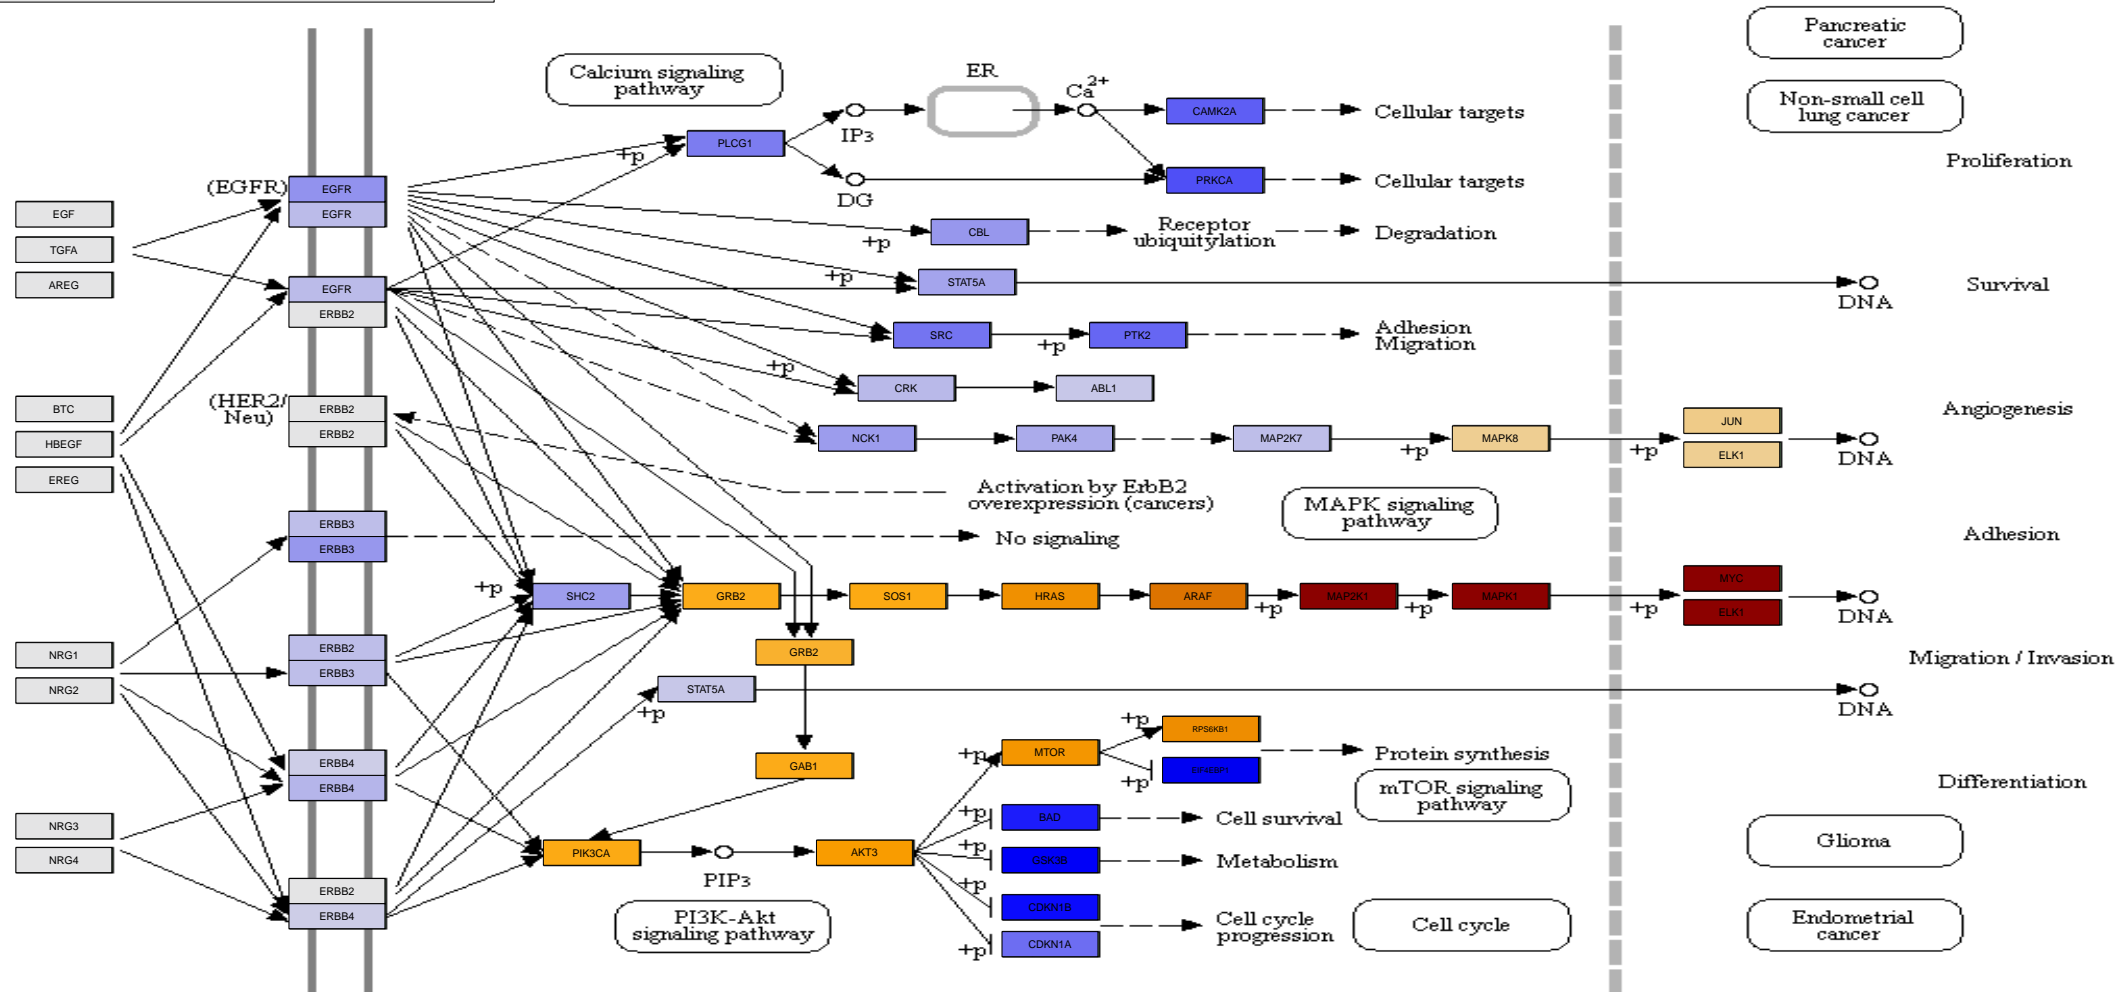 Pancreatic
cancer
Calcium signaling
pathway
ER
Ca2+
CAMK2A
Cellular targets
Non-small cell
lung cancer
IP3
+p
PLCG1
Proliferation
(EGFR)
EGFR
EGFR
DG
PRKCA
Cellular targets
EGF
TGFA
AREG
+p
CBL
Receptor
ubiquitylation
Degradation
EGFR
ERBB2
+p
STAT5A
DNA
Survival
SRC
+p
PTK2
Adhesion
Migration
+p
CRK
ABL1
BTC
HBEGF
EREG
(HER2/
Neu)
ERBB2
ERBB2
NCK1
PAK4
MAP2K7
+p
MAPK8
+p
JUN
ELK1
DNA
Angiogenesis
Activation by ErbB2
overexpression (cancers)
MAPK signaling
pathway
ERBB3
ERBB3
No signaling
Adhesion
+p
SHC2
GRB2
SOS1
HRAS
ARAF
+p
MAP2K1
+p
MAPK1
+p
MYC
ELK1
DNA
NRG1
NRG2
ERBB2
ERBB3
GRB2
Migration / Invasion
STAT5A
+p
DNA
+p
RPS6KB1
+p
MTOR
+p
Protein synthesis
ERBB4
ERBB4
GAB1
mTOR signaling
pathway
Differentiation
NRG3
NRG4
+p
BAD
Cell survival
PIK3CA
PIP3
AKT3
+p
GSK3B
Metabolism
Glioma
ERBB2
ERBB4
PI3K-Akt
signaling pathway
+p
CDKN1B
+p
CDKN1A
Cell cycle
progression
Cell cycle
Endometrial
cancer